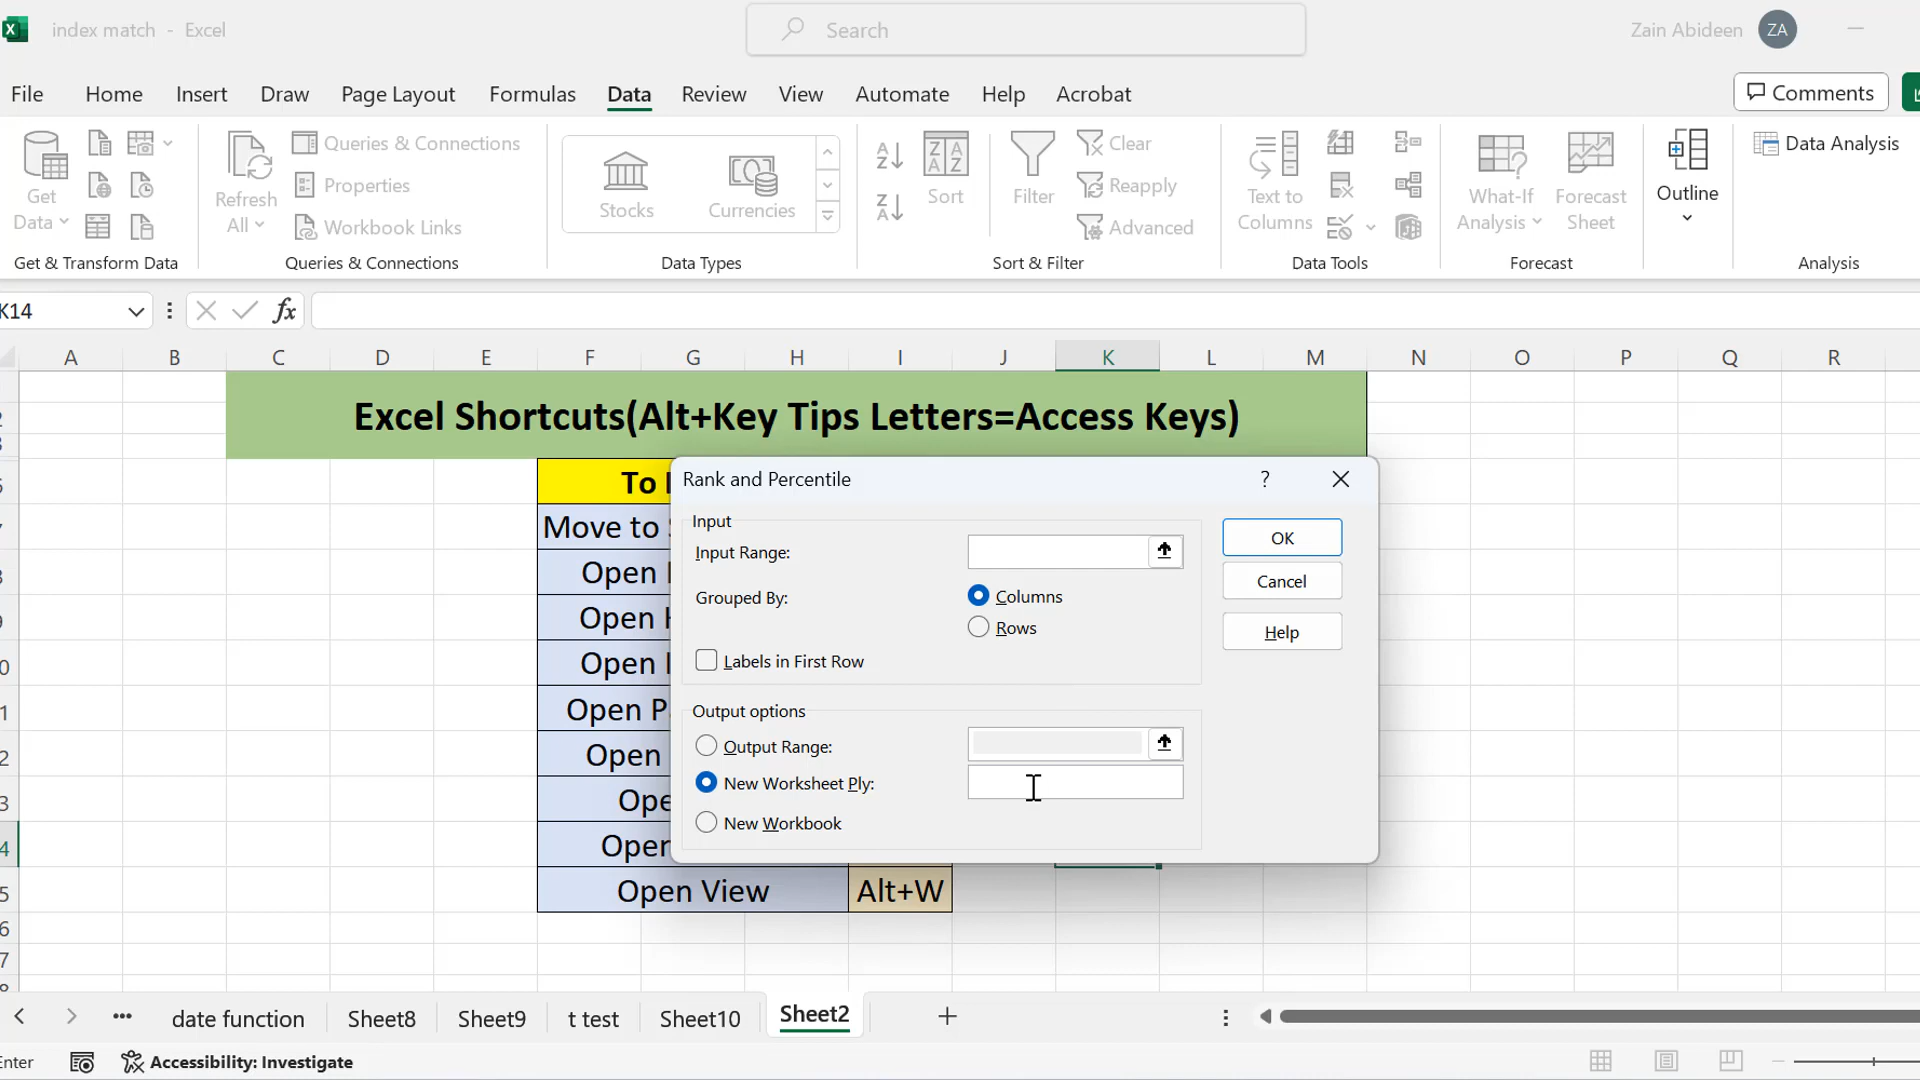 index match - Excel
Search
Zain Abideen
ZA
File
Home
Insert
Draw
Page Layout
Formulas
Data
Review
View
Automate
Help
Acrobat
Comments
Get
Data
Refresh
All
Queries & Connections
Properties
Workbook Links
Stocks
Currencies
Sort
Filter
Clear
Reapply
Advanced
Text to
Columns
What-If
Analysis
Forecast
Sheet
Outline
Data Analysis
Get & Transform Data
Queries & Connections
Data Types
Sort & Filter
Data Tools
Forecast
Analysis
K14
fx
A B C D E F G H I J K L M N O P Q R
Excel Shortcuts(Alt+Key Tips Letters=Access Keys)
To
Move to
Open
Open
Open
Open
Open
Open View
Alt+W
Rank and Percentile
?
Input
Input Range:
Grouped By:
Columns
Rows
Labels in First Row
OK
Cancel
Help
Output options
Output Range:
New Worksheet Ply:
New Workbook
date function
Sheet8
Sheet9
t test
Sheet10
Sheet2
Enter
Accessibility: Investigate